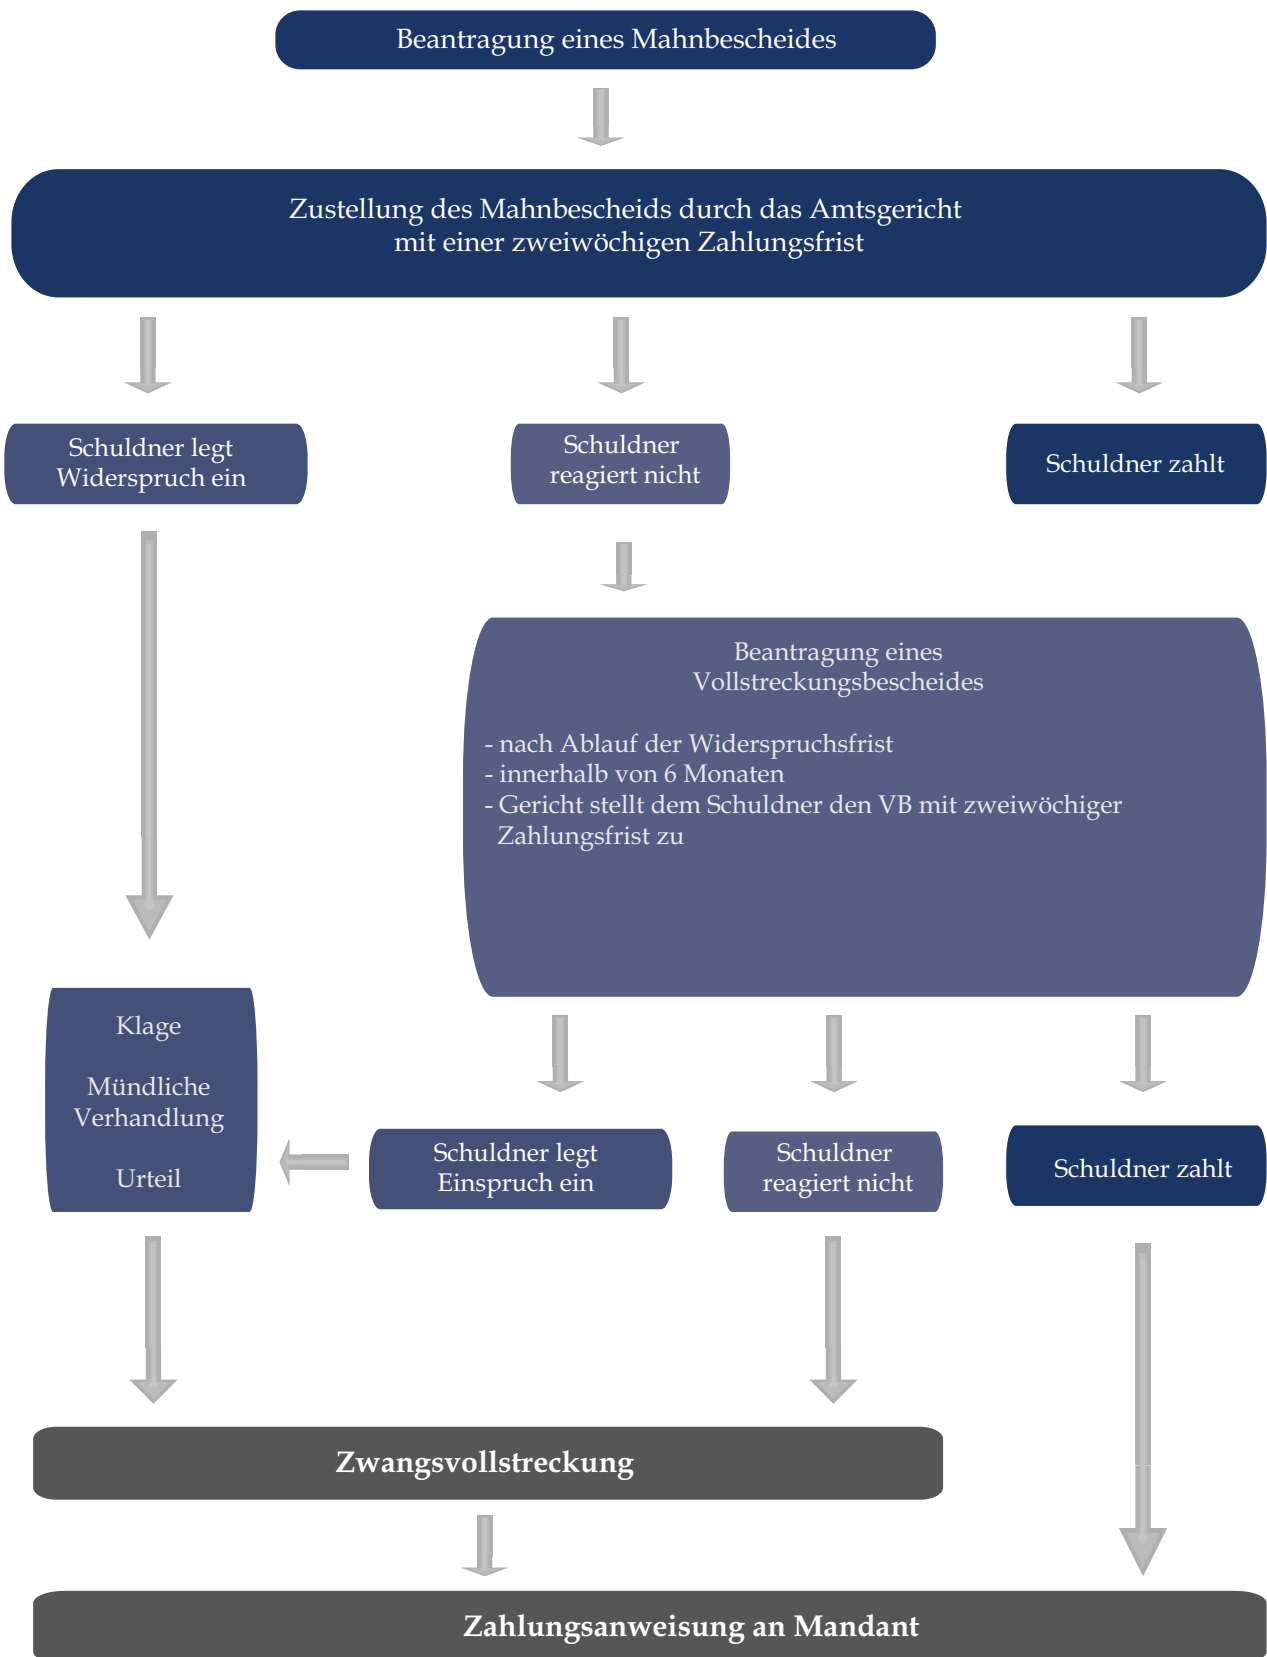 Beantragung eines Mahnbescheides
Zustellung des Mahnbescheids durch das Amtsgericht
mit einer zweiwöchigen Zahlungsfrist
Schuldner legt
Widerspruch ein
Schuldner
reagiert nicht
Schuldner zahlt
Beantragung eines
Vollstreckungsbescheides
- nach Ablauf der Widerspruchsfrist
- innerhalb von 6 Monaten
- Gericht stellt dem Schuldner den VB mit zweiwöchiger
Zahlungsfrist zu
Klage
Mündliche
Verhandlung
Urteil
Schuldner legt
Einspruch ein
Schuldner
reagiert nicht
Schuldner zahlt
Zwangsvollstreckung
Zahlungsanweisung an Mandant